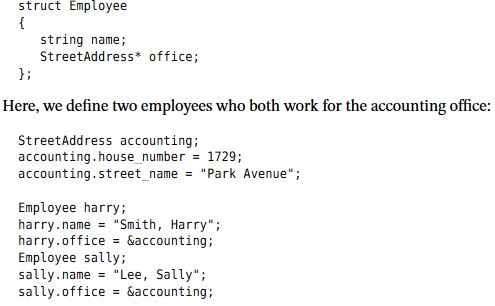 struct Employee
{
string name;
StreetAddress* office;
};
Here, we define two employees who both work for the accounting office:
StreetAddress accounting;
accounting.house_number = 1729;
accounting.street_name = "Park Avenue";
Employee harry;
harry.name = "Smith, Harry";
harry.office = &accounting;
Employee sally;
sally.name = "Lee, Sally";
sally.office = &accounting;